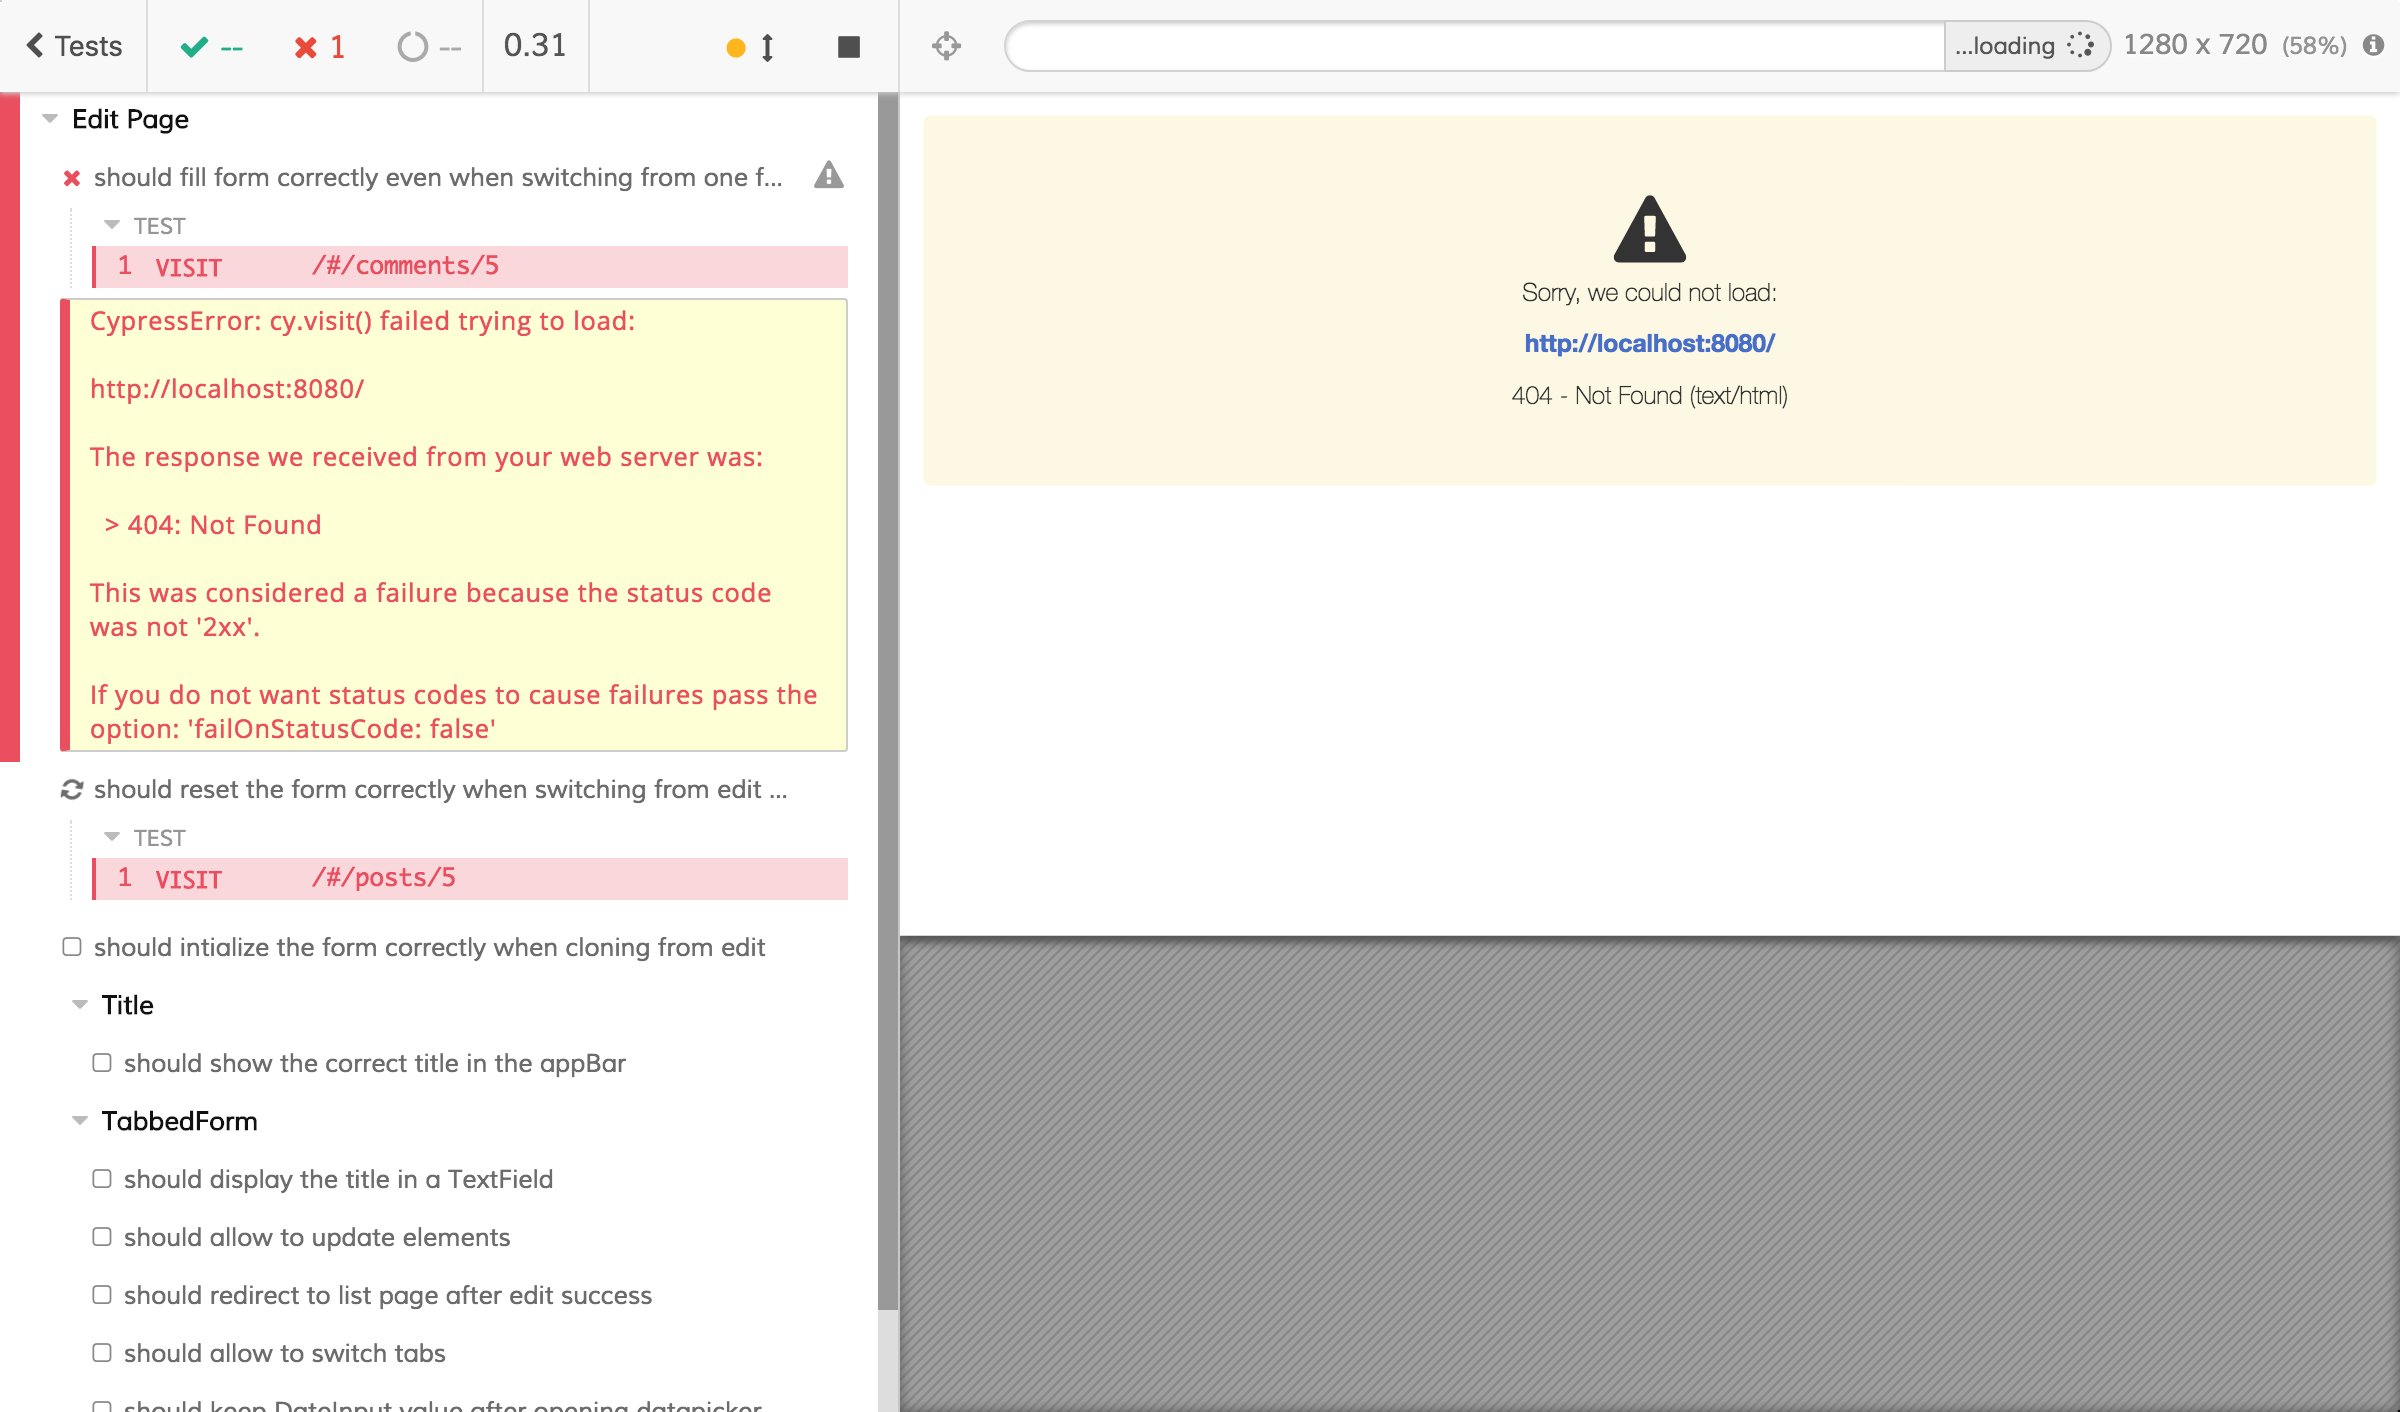 Tests
--
1
--
0.31
...loading
1280 x 720 (58%)
Edit Page
should fill form correctly even when switching from one f...
TEST
1 VISIT /#/comments/5
CypressError: cy.visit() failed trying to load:
http://localhost:8080/
The response we received from your web server was:
> 404: Not Found
This was considered a failure because the status code
was not '2xx'.
If you do not want status codes to cause failures pass the
option: 'failOnStatusCode: false'
should reset the form correctly when switching from edit ...
TEST
1 VISIT /#/posts/5
should intialize the form correctly when cloning from edit
Title
should show the correct title in the appBar
TabbedForm
should display the title in a TextField
should allow to update elements
should redirect to list page after edit success
should allow to switch tabs
should keep DateInput value after opening datapicker
Sorry, we could not load:
http://localhost:8080/
404 - Not Found (text/html)